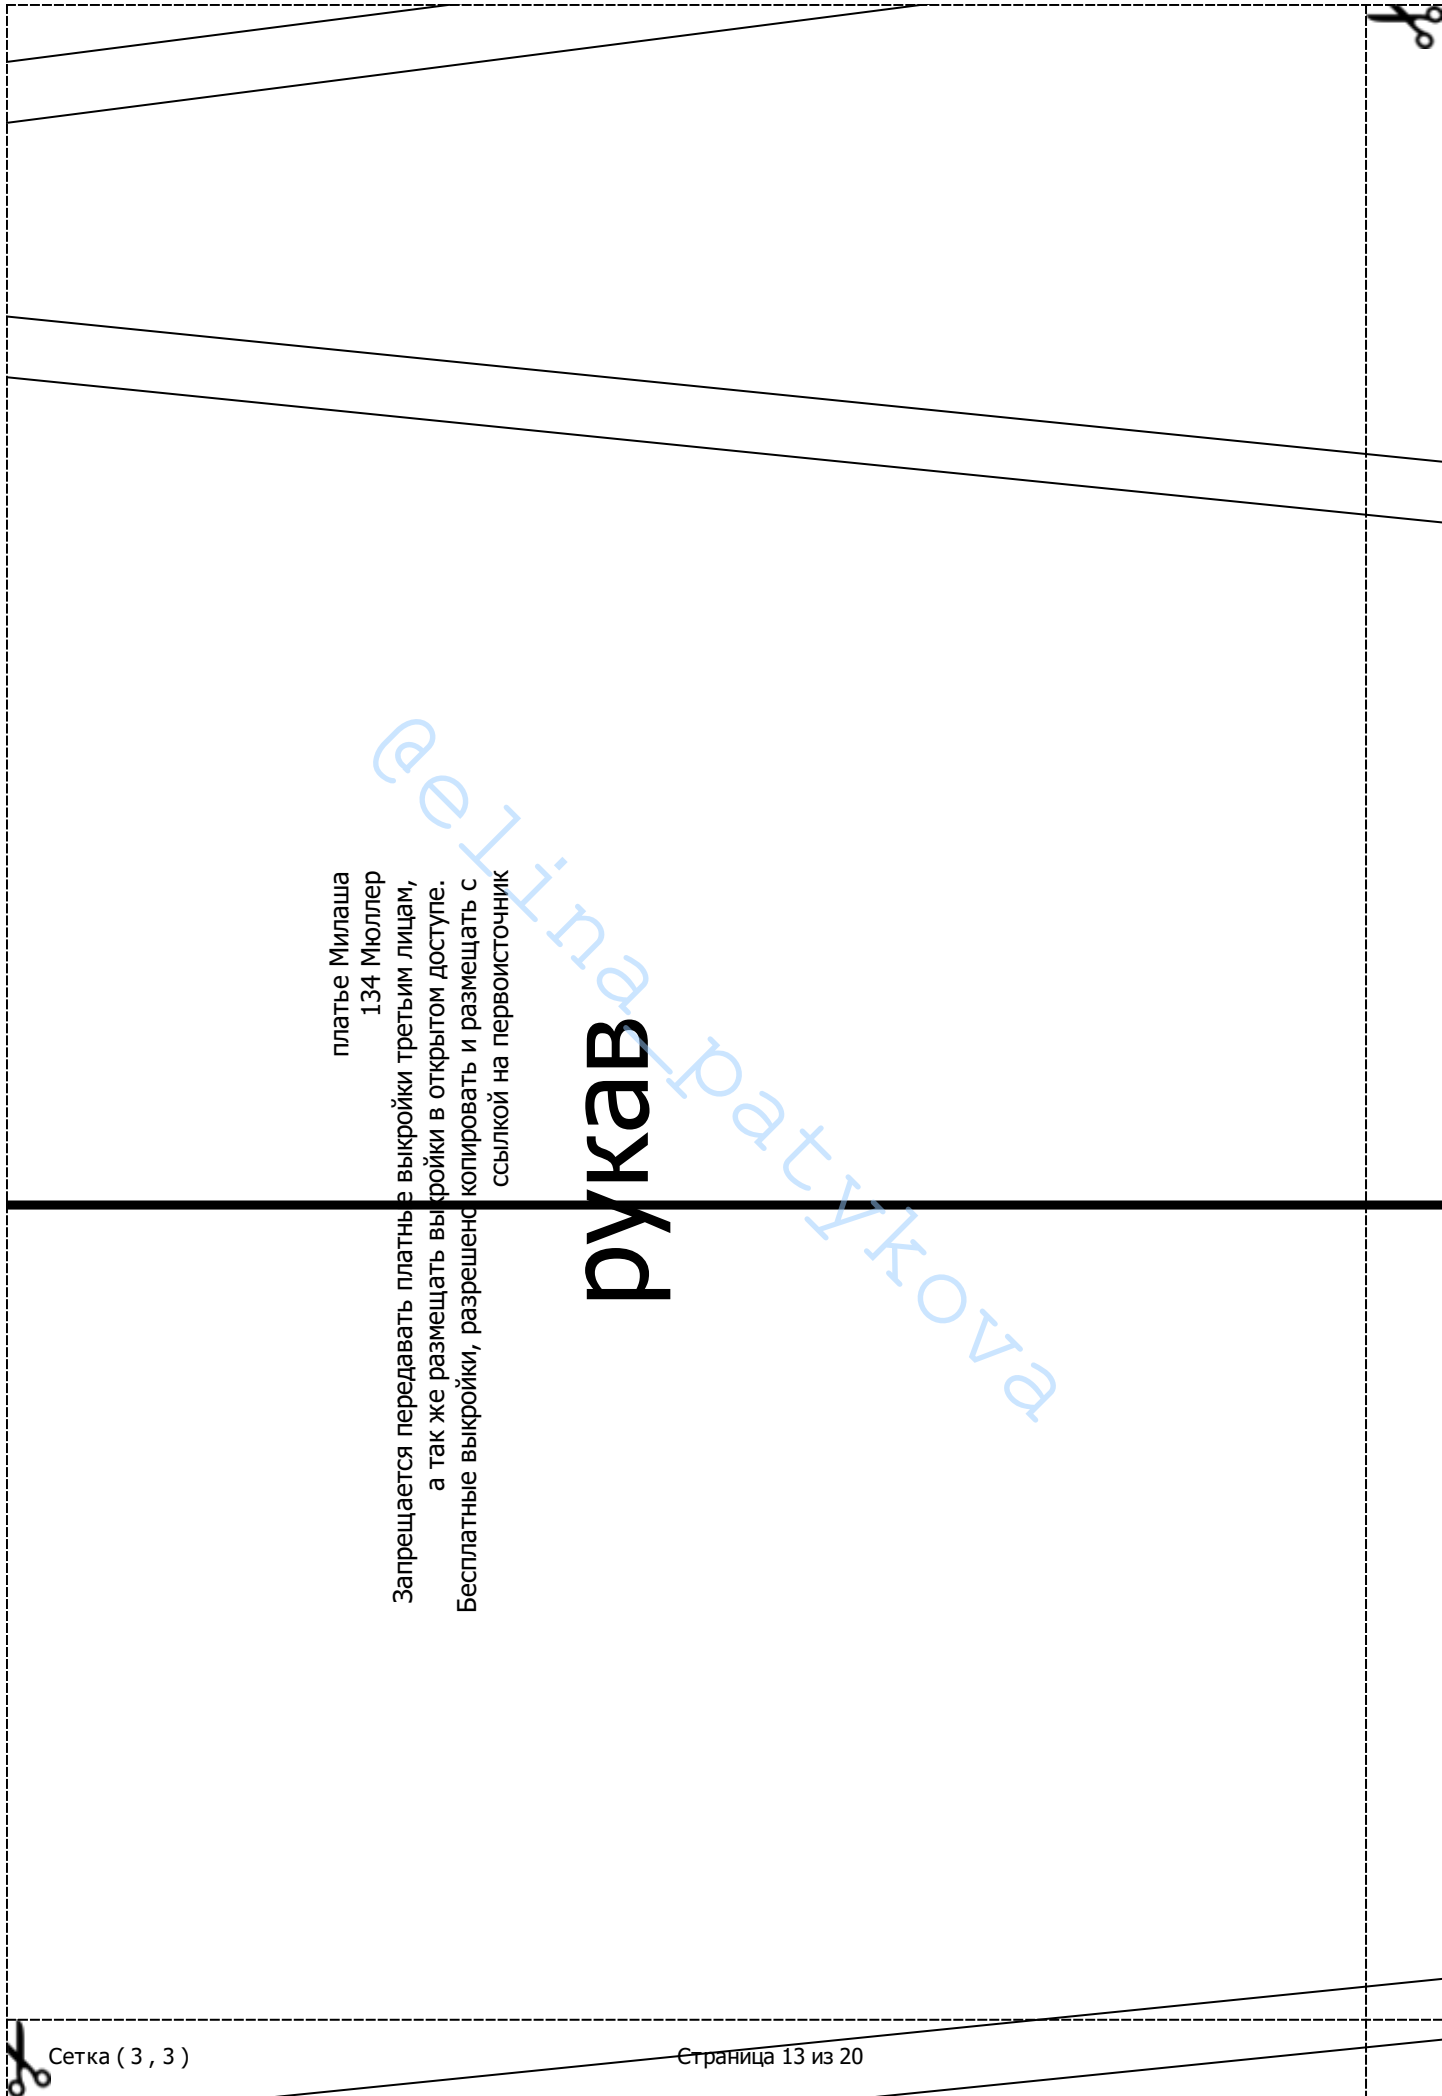 платье Милаша
134 Мюллер
Запрещается передавать платные выкройки третьим лицам,
а так же размещать выкройки в открытом доступе.
Бесплатные выкройки, разрешено копировать и размещать с
ссылкой на первоисточник
рукав
@elina_patykova
Сетка ( 3 , 3 )
Страница 13 из 20